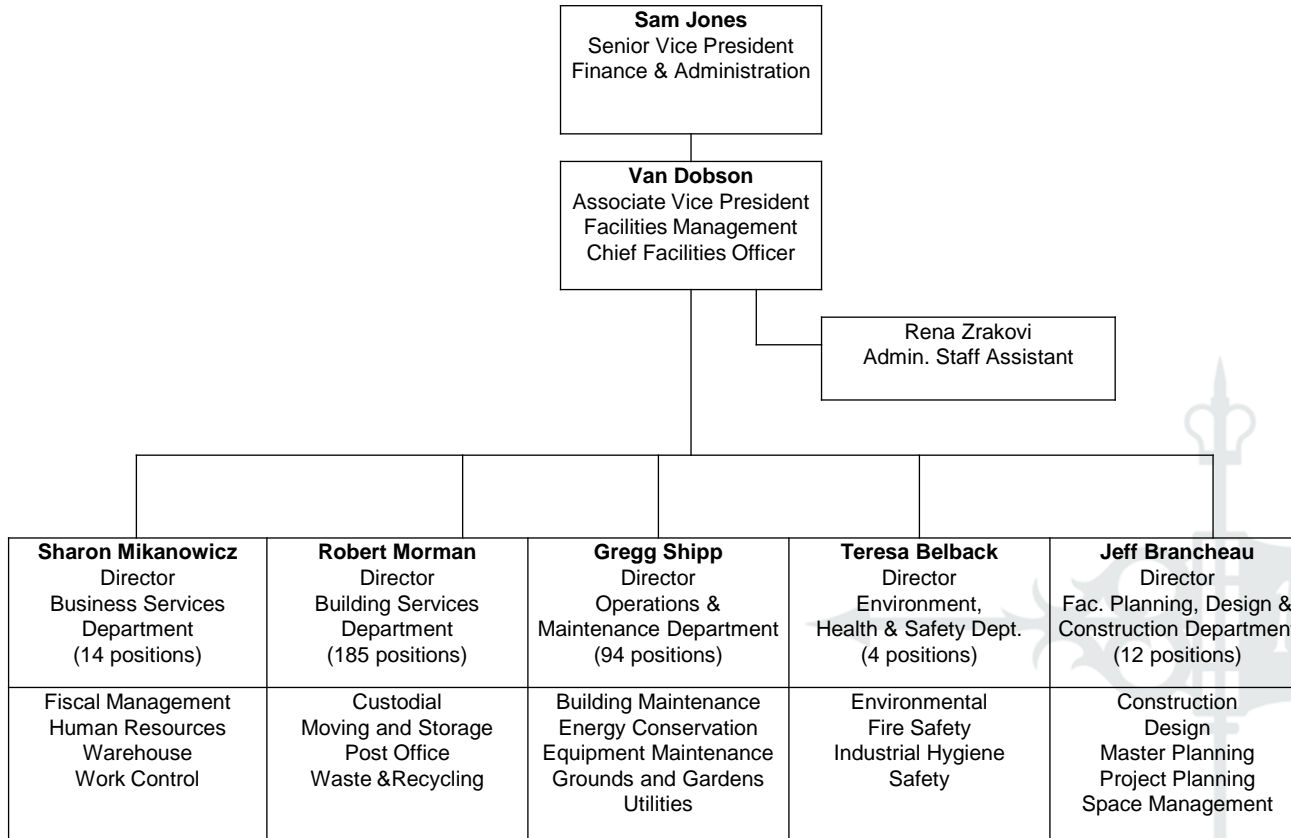 Sam Jones
Senior Vice President
Finance & Administration
Van Dobson
Associate Vice President
Facilities Management
Chief Facilities Officer
Rena Zrakovi
Admin. Staff Assistant
Sharon Mikanowicz
Director
Business Services
Department
(14 positions)
Robert Morman
Director
Building Services
Department
(185 positions)
Gregg Shipp
Director
Operations &
Maintenance Department
(94 positions)
Teresa Belback
Director
Environment,
Health & Safety Dept.
(4 positions)
Jeff Brancheau
Director
Fac. Planning, Design &
Construction Department
(12 positions)
Fiscal Management
Human Resources
Warehouse
Work Control
Custodial
Moving and Storage
Post Office
Waste &Recycling
Building Maintenance
Energy Conservation
Equipment Maintenance
Grounds and Gardens
Utilities
Environmental
Fire Safety
Industrial Hygiene
Safety
Construction
Design
Master Planning
Project Planning
Space Management